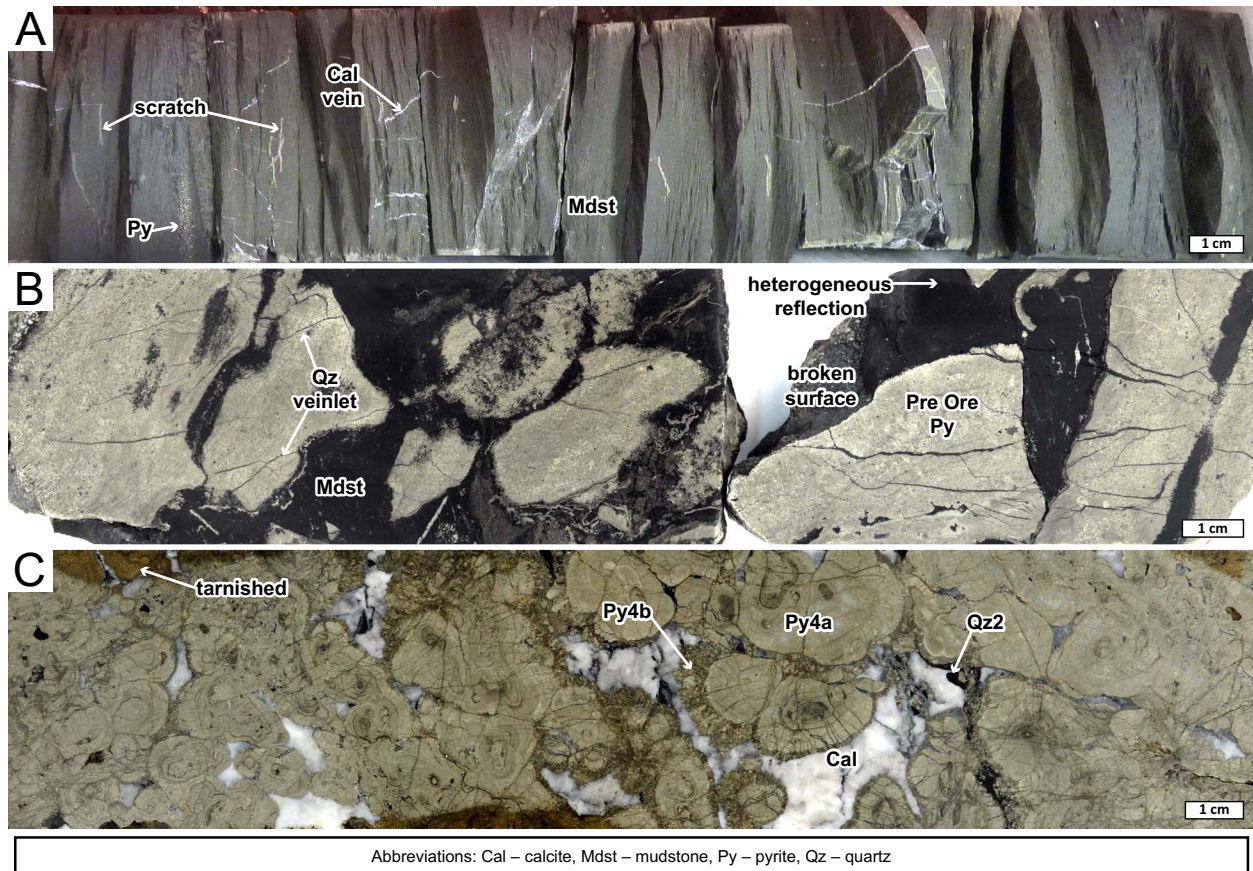 A
scratch
Cal
vein
Py
Mdst
1 cm
B
Qz
veinlet
Mdst
heterogeneous
reflection
broken
surface
Pre Ore
Py
1 cm
C
tarnished
Py4b
Py4a
Qz2
Cal
1 cm
Abbreviations: Cal – calcite, Mdst – mudstone, Py – pyrite, Qz – quartz